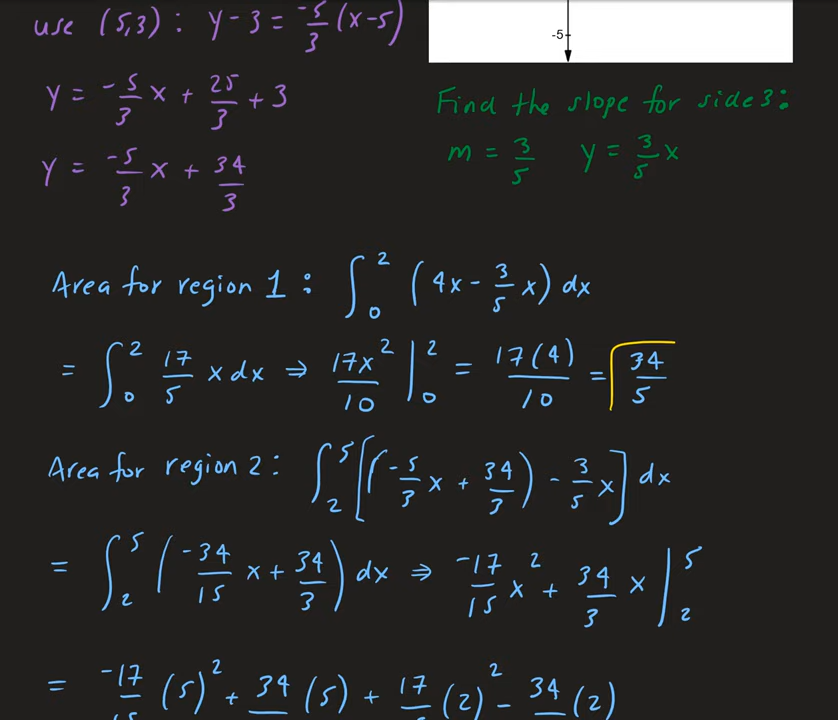 use (5,3): y-3 = -5/3 (x-5)
-5
y = -5/3 x + 25/3 + 3
Find the slope for side 3:
m = 3/5 y = 3/5 x
y = -5/3 x + 34/3
Area for region 1: ∫₀² (4x - 3/5 x) dx
= ∫₀² 17/5 x dx ⇒ 17x²/10 |₀² = 17(4)/10 = 34/5
Area for region 2: ∫₂⁵ [(-5/3 x + 34/3) - 3/5 x] dx
= ∫₂⁵ (-34/15 x + 34/3) dx ⇒ -17/15 x² + 34/3 x |₂⁵
= -17/15 (5)² + 34 (5) + 17 (2)² - 34 (2)